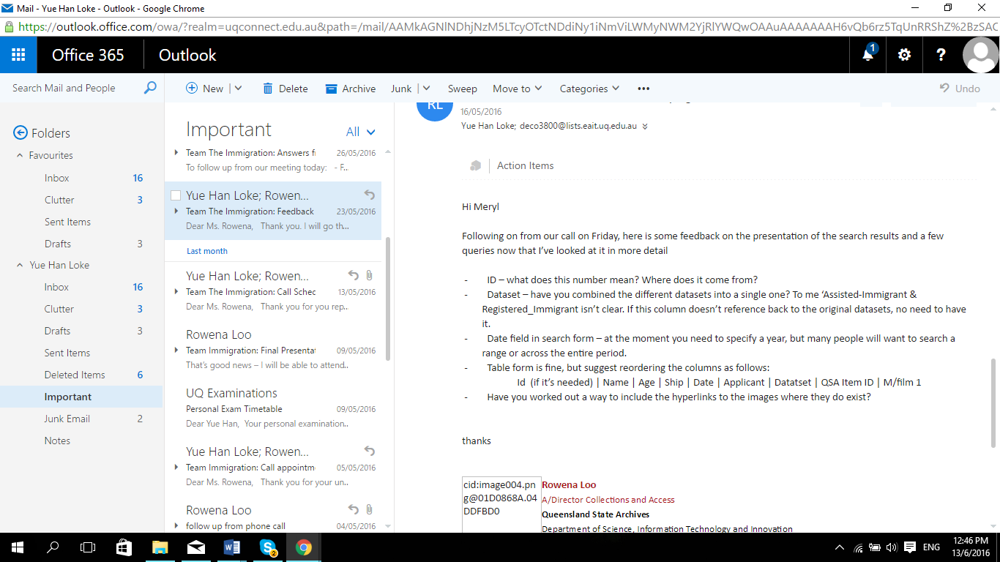 Mail - Yue Han Loke - Outlook - Google Chrome
https://outlook.office.com/owa/?realm=uqconnect.edu.au&path=/mail/AAMkAGNlNDhjNzM5LTcyOTctNDdiNy1iNmViLWMyNWM2YjRlYWQwOAAuAAAAAAAH6vQb6rz5TqUnRRShZ%2BzSAC
Office 365 Outlook 1 ?
Search Mail and People
New Delete Archive Junk Sweep Move to Categories ••• Undo
Folders
Favourites
Inbox 16
Clutter 3
Sent Items
Drafts 3
Yue Han Loke
Inbox 16
Clutter 3
Drafts 3
Sent Items
Deleted Items 6
Important
Junk Email 2
Notes
Important All
Team The Immigration: Answers f 26/05/2016
To follow up from our meeting today: - F..
Yue Han Loke; Rowen...
Team The Immigration: Feedback 23/05/2016
Dear Ms. Rowena, Thank you. I will go th...
Last month
Yue Han Loke; Rowen...
Team The Immigration: Call Sched 13/05/2016
Dear Ms. Rowena, Thank you for you rep..
Rowena Loo
Team Immigration: Final Presentat 09/05/2016
That's good news – I will be able to attend..
UQ Examinations
Personal Exam Timetable 09/05/2016
Dear Yue Han, Your personal examination..
Yue Han Loke; Rowen...
Team Immigration: Call appointm 05/05/2016
Dear Ms. Rowena, Thank you for your un..
Rowena Loo
follow up from phone call 04/05/2016
RL
16/05/2016
Yue Han Loke; deco3800@lists.eait.uq.edu.au
Action Items
Hi Meryl
Following on from our call on Friday, here is some feedback on the presentation of the search results and a few
queries now that I've looked at it in more detail
- ID – what does this number mean? Where does it come from?
- Dataset – have you combined the different datasets into a single one? To me 'Assisted-Immigrant &
Registered_Immigrant isn't clear. If this column doesn't reference back to the original datasets, no need to have
it.
- Date field in search form – at the moment you need to specify a year, but many people will want to search a
range or across the entire period.
- Table form is fine, but suggest reordering the columns as follows:
Id (if it's needed) | Name | Age | Ship | Date | Applicant | Datatset | QSA Item ID | M/film 1
- Have you worked out a way to include the hyperlinks to the images where they do exist?
thanks
cid:image004.pn
g@01D0868A.04
DDFBD0
Rowena Loo
A/Director Collections and Access
Queensland State Archives
Department of Science, Information Technology and Innovation
2
ENG
12:46 PM
13/6/2016